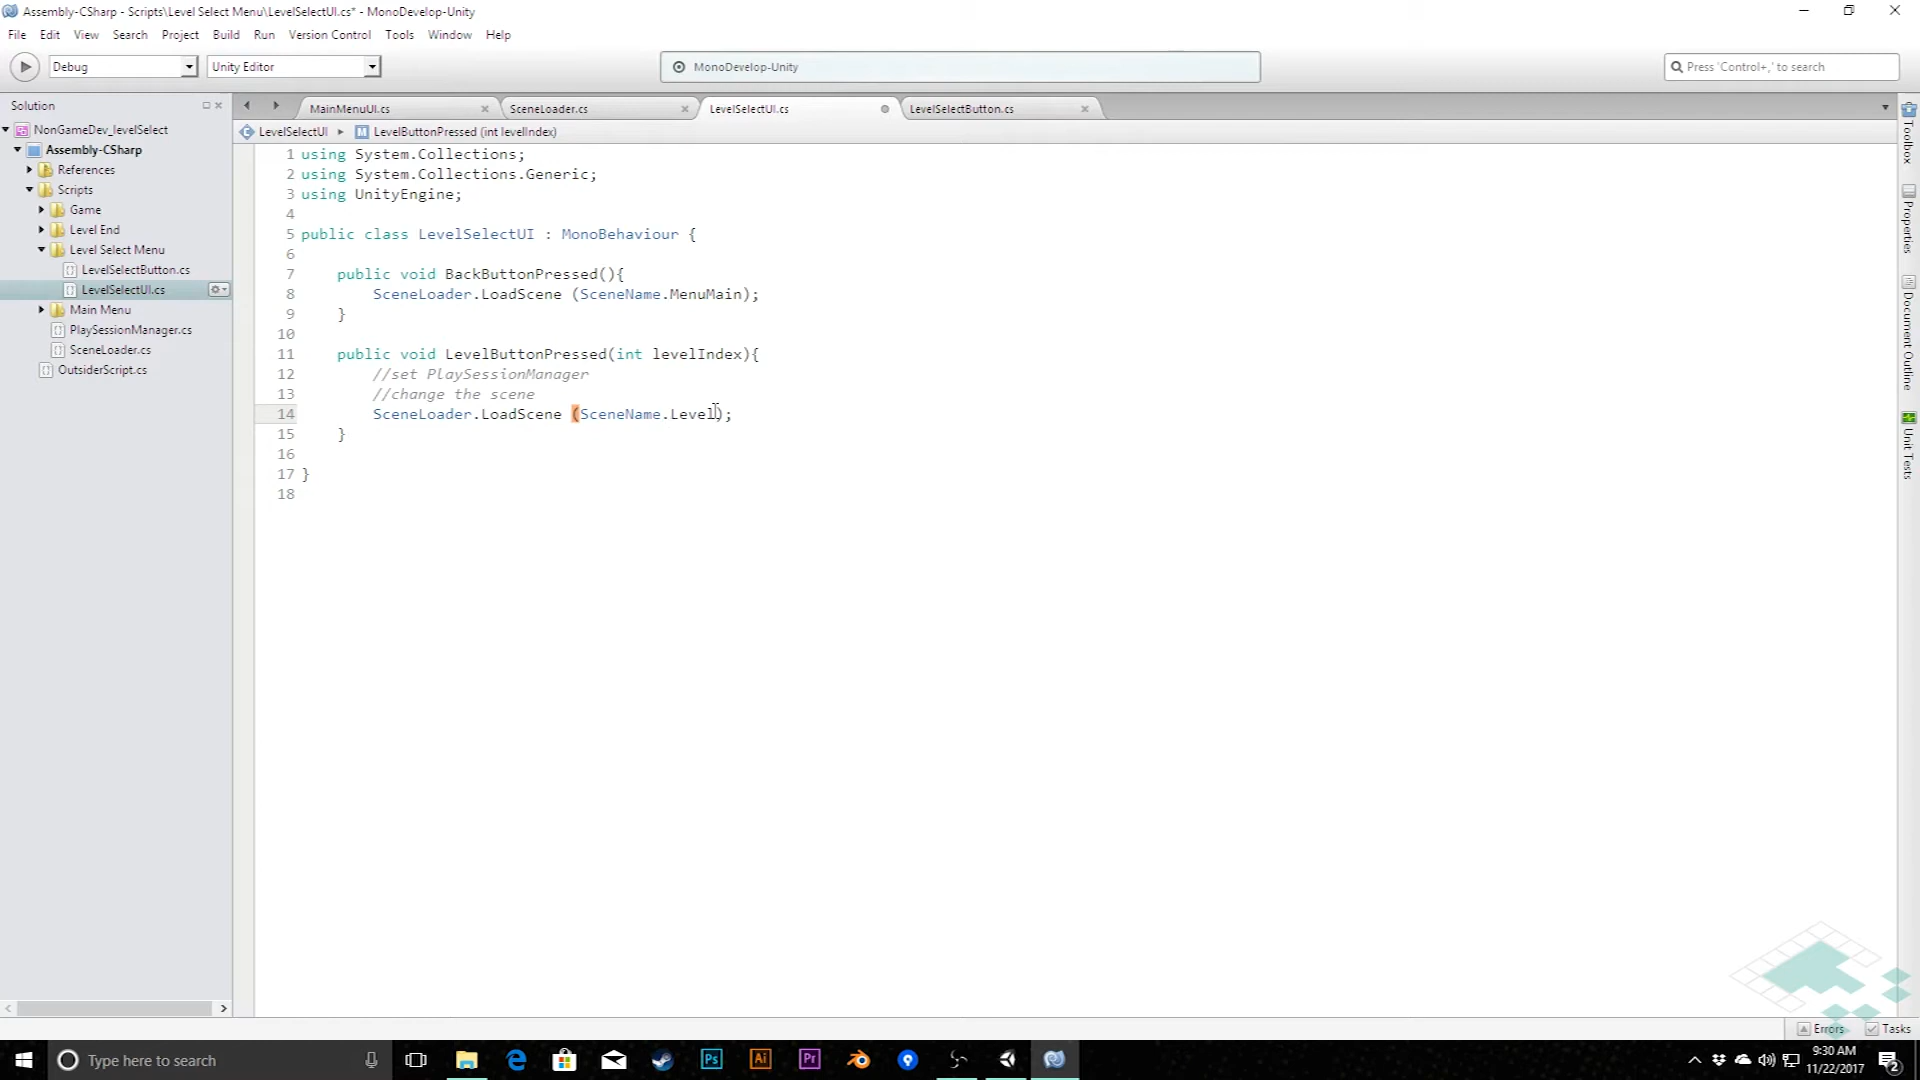 Assembly-CSharp - Scripts\Level Select Menu\LevelSelectUI.cs* - MonoDevelop-Unity
File Edit View Search Project Build Run Version Control Tools Window Help
Debug Unity Editor MonoDevelop-Unity Press 'Control+,' to search
Solution MainMenuUI.cs SceneLoader.cs LevelSelectUI.cs LevelSelectButton.cs
LevelSelectUI LevelButtonPressed (int levelIndex)
NonGameDev_levelSelect
Assembly-CSharp
References
Scripts
Game
Level End
Level Select Menu
LevelSelectButton.cs
LevelSelectUI.cs
Main Menu
PlaySessionManager.cs
SceneLoader.cs
OutsiderScript.cs
1 using System.Collections;
2 using System.Collections.Generic;
3 using UnityEngine;
4
5 public class LevelSelectUI : MonoBehaviour {
6
7 public void BackButtonPressed(){
8 SceneLoader.LoadScene (SceneName.MenuMain);
9 }
10
11 public void LevelButtonPressed(int levelIndex){
12 //set PlaySessionManager
13 //change the scene
14 SceneLoader.LoadScene (SceneName.Level);
15 }
16
17 }
18
Toolbox
Properties
Document Outline
Unit Tests
Errors Tasks
Type here to search
Ps Ai Pr
9:30 AM
11/22/2017
2